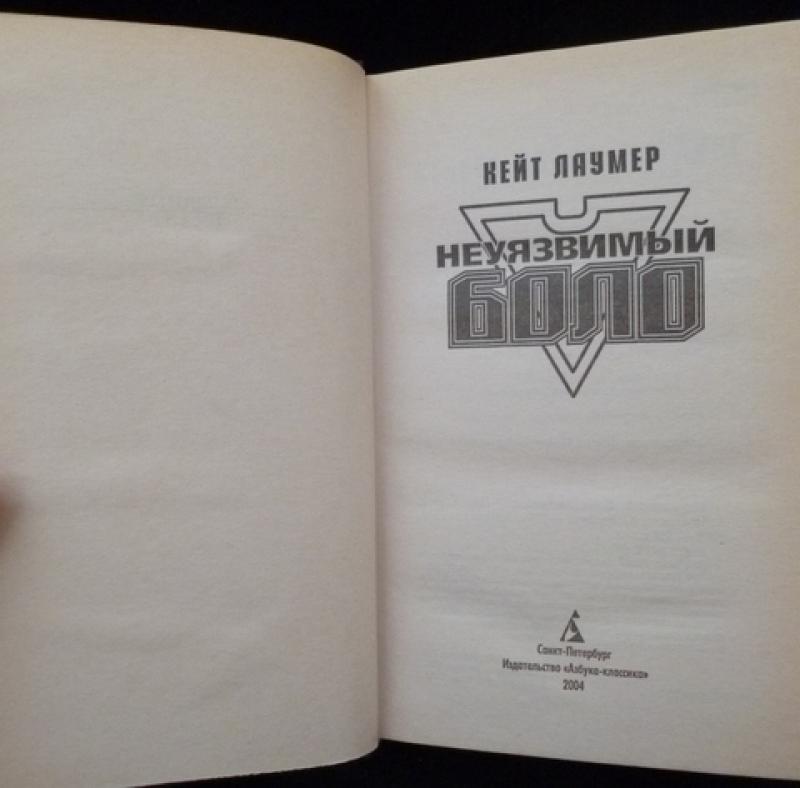 КЕЙТ ЛАУМЕР
НЕУЯЗВИМЫЙ
БОЛО
Санкт-Петербург
Издательство «Азбука-классика»
2004